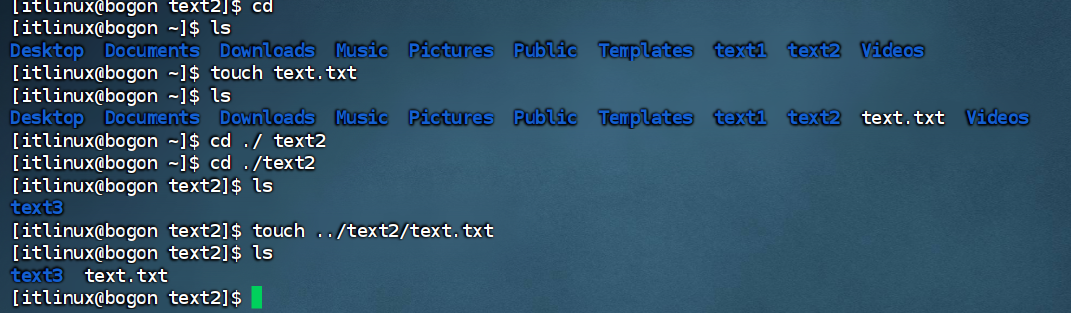 [itlinux@bogon text2]$ cd
[itlinux@bogon ~]$ ls
Desktop Documents Downloads Music Pictures Public Templates text1 text2 Videos
[itlinux@bogon ~]$ touch text.txt
[itlinux@bogon ~]$ ls
Desktop Documents Downloads Music Pictures Public Templates text1 text2 text.txt Videos
[itlinux@bogon ~]$ cd ./ text2
[itlinux@bogon ~]$ cd ./text2
[itlinux@bogon text2]$ ls
text3
[itlinux@bogon text2]$ touch ../text2/text.txt
[itlinux@bogon text2]$ ls
text3 text.txt
[itlinux@bogon text2]$